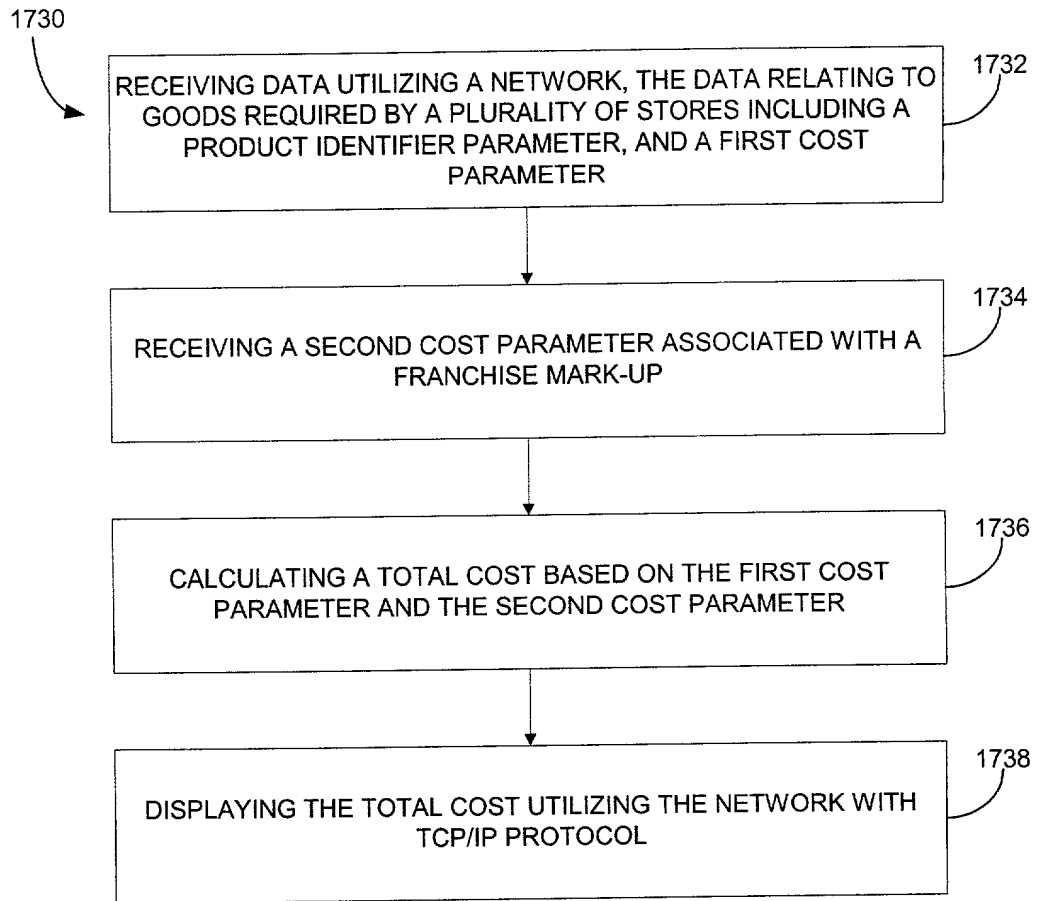 1730
RECEIVING DATA UTILIZING A NETWORK, THE DATA RELATING TO
GOODS REQUIRED BY A PLURALITY OF STORES INCLUDING A
PRODUCT IDENTIFIER PARAMETER, AND A FIRST COST
PARAMETER
1732
RECEIVING A SECOND COST PARAMETER ASSOCIATED WITH A
FRANCHISE MARK-UP
1734
CALCULATING A TOTAL COST BASED ON THE FIRST COST
PARAMETER AND THE SECOND COST PARAMETER
1736
DISPLAYING THE TOTAL COST UTILIZING THE NETWORK WITH
TCP/IP PROTOCOL
1738